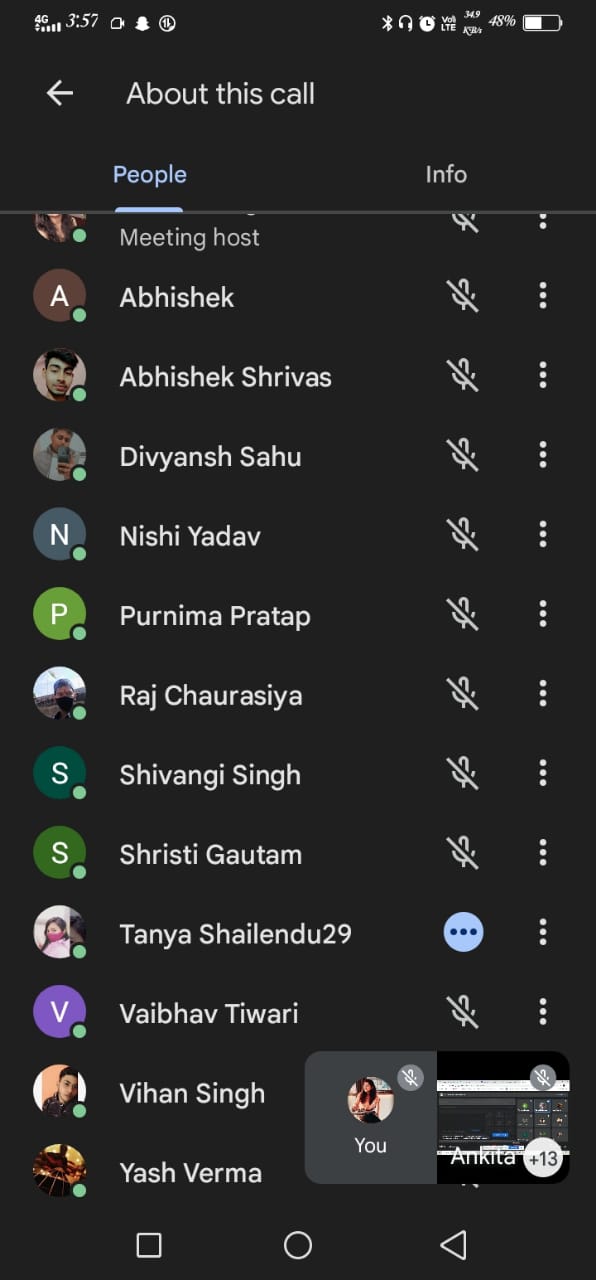 4G 3:57 VoD LTE 34.9 KB/s 48%
About this call
People Info
Meeting host
A Abhishek
Abhishek Shrivas
Divyansh Sahu
N Nishi Yadav
P Purnima Pratap
Raj Chaurasiya
S Shivangi Singh
S Shristi Gautam
Tanya Shailendu29
V Vaibhav Tiwari
Vihan Singh
You Ankita +13
Yash Verma